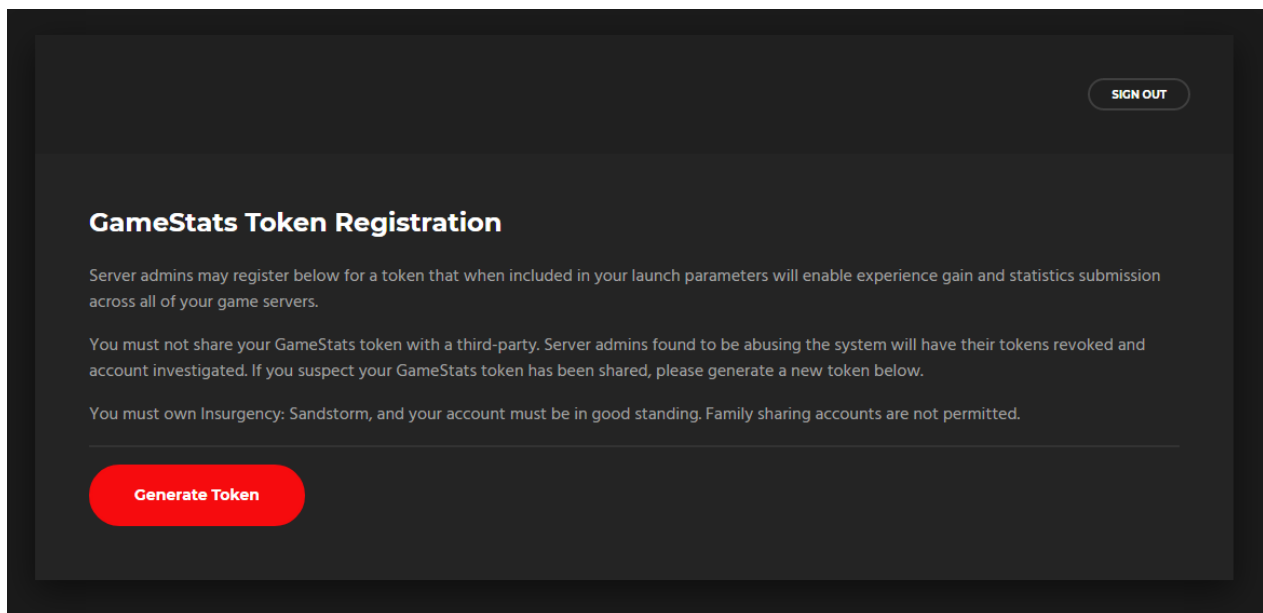 SIGN OUT
GameStats Token Registration
Server admins may register below for a token that when included in your launch parameters will enable experience gain and statistics submission
across all of your game servers.
You must not share your GameStats token with a third-party. Server admins found to be abusing the system will have their tokens revoked and
account investigated. If you suspect your GameStats token has been shared, please generate a new token below.
You must own Insurgency: Sandstorm, and your account must be in good standing. Family sharing accounts are not permitted.
Generate Token